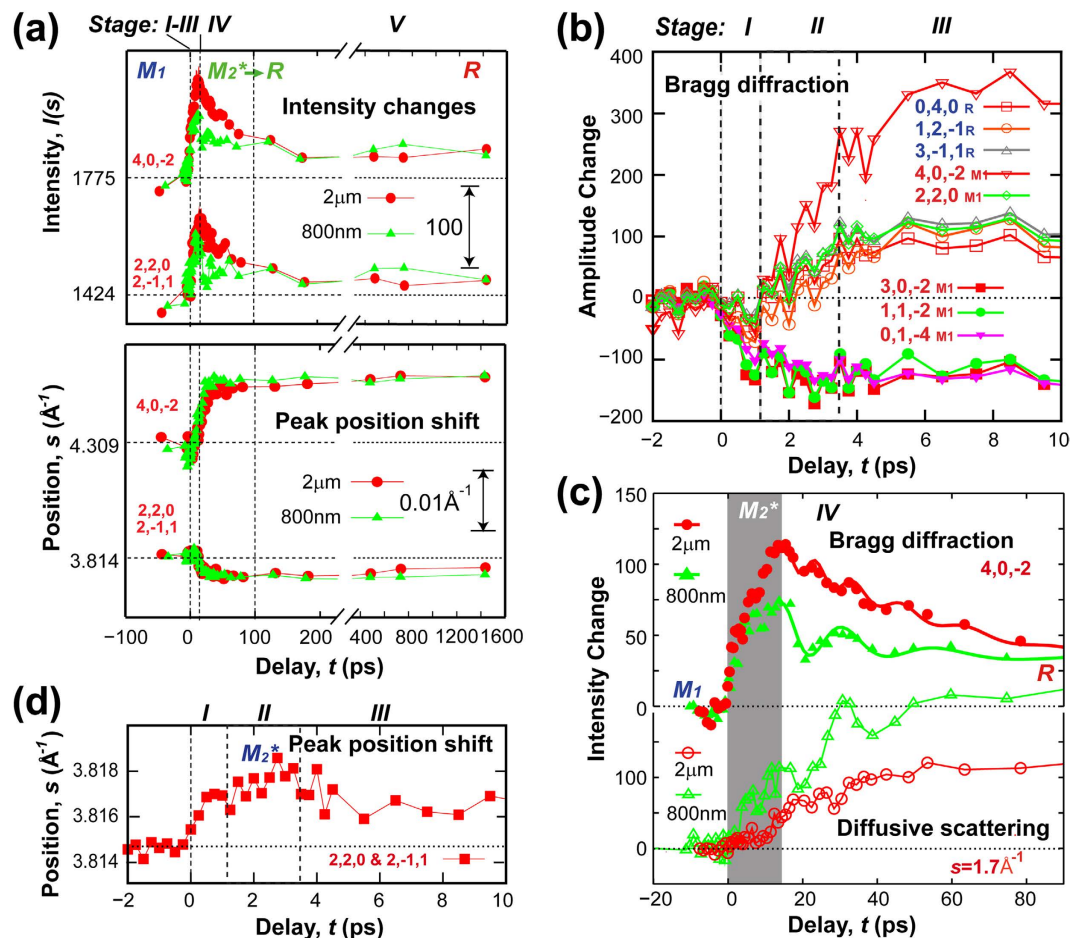 (a)
Stage: I-III IV V
M1 M2*→R R
Intensity changes
Intensity, I(s)
4,0,-2
1775
2μm
800nm
100
2,2,0
2,-1,1
1424
4,0,-2
Peak position shift
Position, s (Å⁻¹)
4.309
2μm
800nm
0.01Å⁻¹
2,2,0
2,-1,1
3.814
−100 0 100 200 400 800 1200 1600
Delay, t (ps)
(b)
Stage: I II III
Bragg diffraction
Amplitude Change
400
300
200
100
0
−100
−200
0,4,0 R
1,2,-1R
3,-1,1R
4,0,-2 M1
2,2,0 M1
3,0,-2 M1
1,1,-2 M1
0,1,-4 M1
−2 0 2 4 6 8 10
Delay, t (ps)
(c)
150
M2* IV
Bragg diffraction
2μm
4,0,-2
800nm
100
50
0
Intensity Change
M1
R
2μm
100
800nm
Diffusive scattering
0
s=1.7Å⁻¹
−20 0 20 40 60 80
Delay, t (ps)
(d)
I II III
M2*
Peak position shift
Position, s (Å⁻¹)
3.818
3.816
3.814
2,2,0 & 2,-1,1
−2 0 2 4 6 8 10
Delay, t (ps)